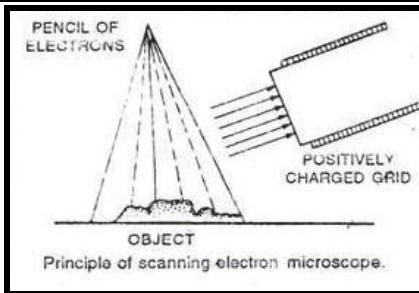 PENCIL OF
ELECTRONS
POSITIVELY
CHARGED GRID
OBJECT
Principle of scanning electron microscope.